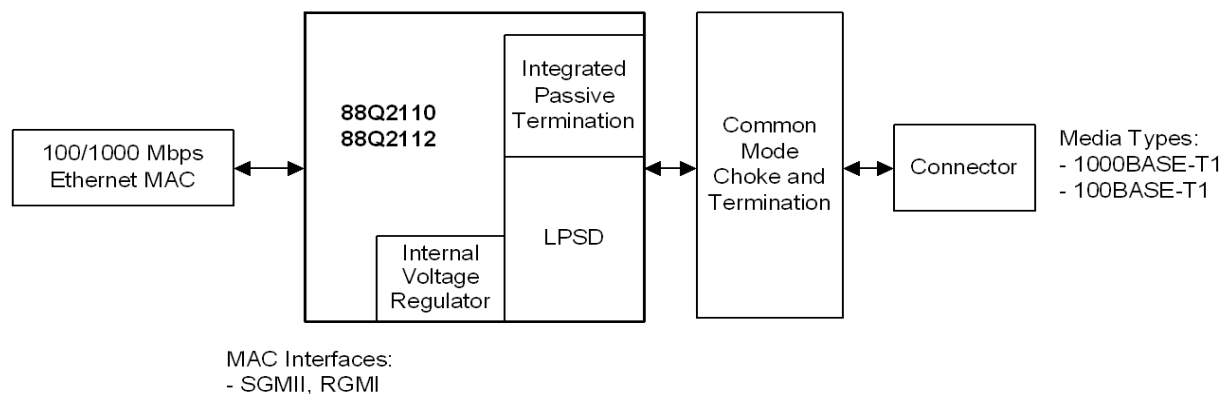 100/1000 Mbps
Ethernet MAC
88Q2110
88Q2112
Integrated
Passive
Termination
LPSD
Internal
Voltage
Regulator
Common
Mode
Choke and
Termination
Connector
Media Types:
- 1000BASE-T1
- 100BASE-T1
MAC Interfaces:
- SGMII, RGMI